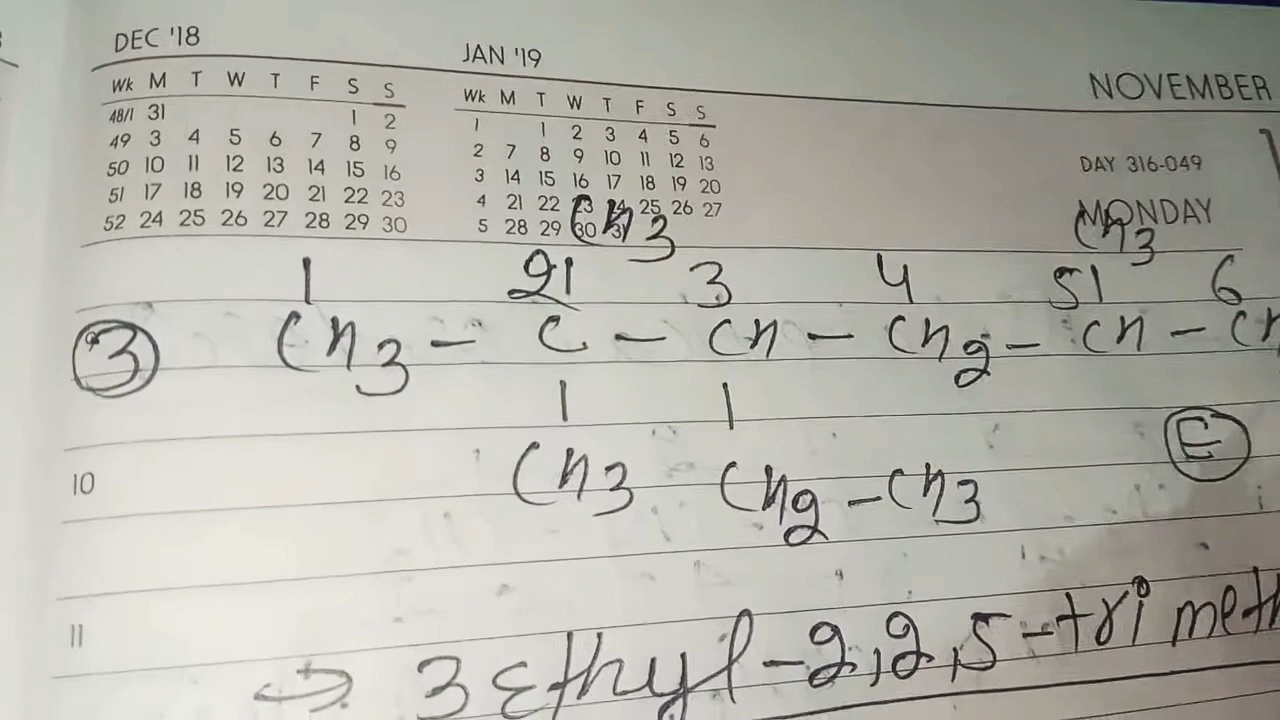 DEC '18
Wk M T W T F S S
48/1 31 1 2
49 3 4 5 6 7 8 9
50 10 11 12 13 14 15 16
51 17 18 19 20 21 22 23
52 24 25 26 27 28 29 30
JAN '19
Wk M T W T F S S
1 1 2 3 4 5 6
2 7 8 9 10 11 12 13
3 14 15 16 17 18 19 20
4 21 22 23 24 25 26 27
5 28 29 30 31
NOVEMBER
DAY 316-049
MONDAY
CH3 CH3
1 2 3 4 5 6
3 CH3 - C - CH - CH2 - CH - CH
CH3 CH2 - CH3
E
10
11
→ 3 Ethyl-2,2,5-tri meth